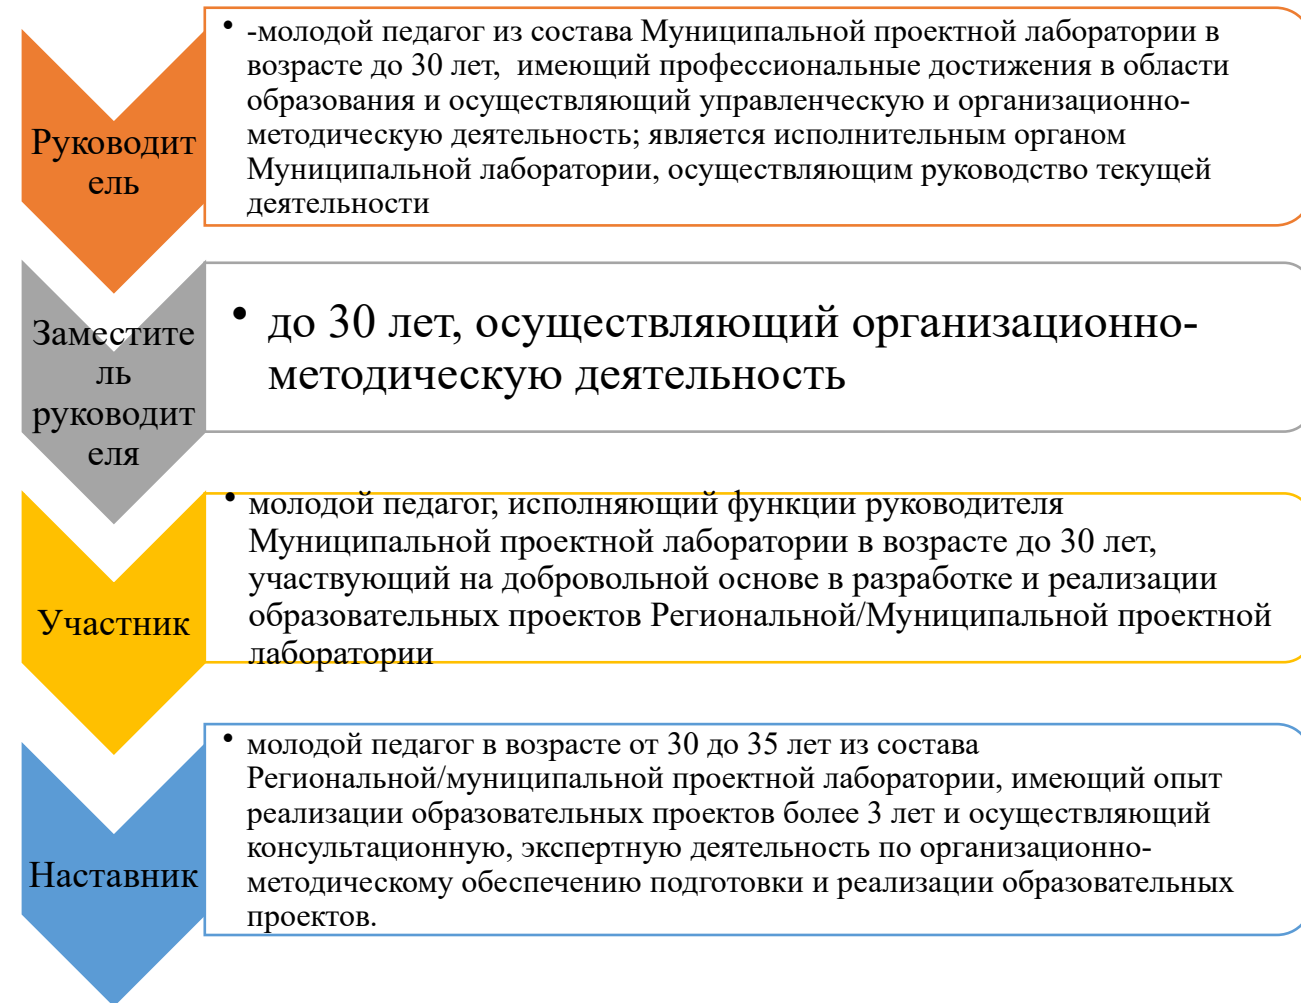 Руководит
ель
• -молодой педагог из состава Муниципальной проектной лаборатории в
возрасте до 30 лет, имеющий профессиональные достижения в области
образования и осуществляющий управленческую и организационно-
методическую деятельность; является исполнительным органом
Муниципальной лаборатории, осуществляющим руководство текущей
деятельности
Заместите
ль
руководит
еля
• до 30 лет, осуществляющий организационно-
методическую деятельность
Участник
• молодой педагог, исполняющий функции руководителя
Муниципальной проектной лаборатории в возрасте до 30 лет,
участвующий на добровольной основе в разработке и реализации
образовательных проектов Региональной/Муниципальной проектной
лаборатории
Наставник
• молодой педагог в возрасте от 30 до 35 лет из состава
Региональной/муниципальной проектной лаборатории, имеющий опыт
реализации образовательных проектов более 3 лет и осуществляющий
консультационную, экспертную деятельность по организационно-
методическому обеспечению подготовки и реализации образовательных
проектов.